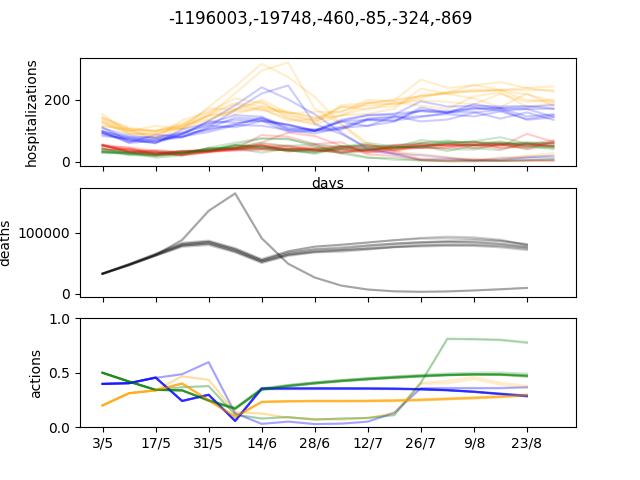 -1196003,-19748,-460,-85,-324,-869
hospitalizations
200
0
days
deaths
100000
0
actions
1.0
0.5
0.0
3/5 17/5 31/5 14/6 28/6 12/7 26/7 9/8 23/8